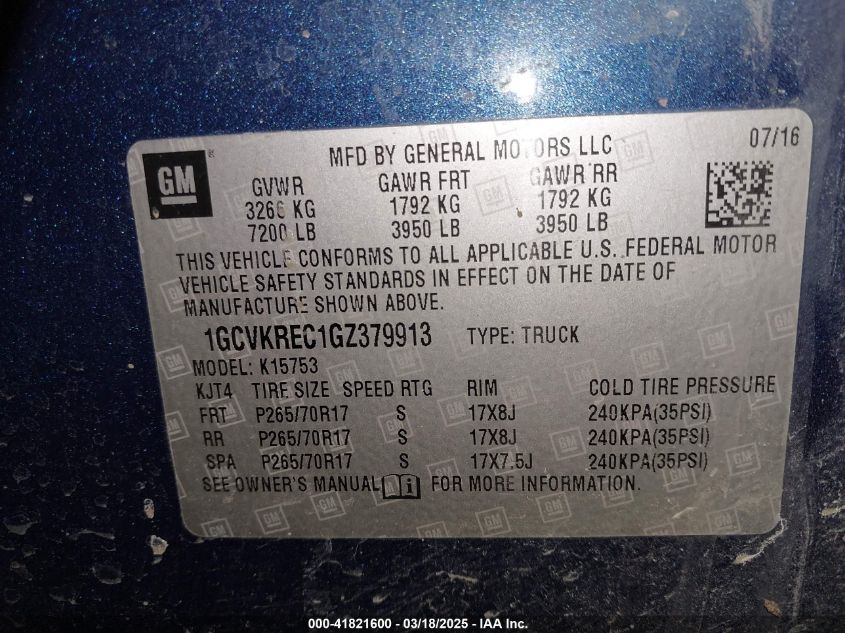 GM
MFD BY GENERAL MOTORS LLC
07/16
GVWR GAWR FRT GAWR RR
3266 KG 1792 KG 1792 KG
7200 LB 3950 LB 3950 LB
THIS VEHICLE CONFORMS TO ALL APPLICABLE U.S. FEDERAL MOTOR
VEHICLE SAFETY STANDARDS IN EFFECT ON THE DATE OF
MANUFACTURE SHOWN ABOVE.
1GCVKREC1GZ379913 TYPE: TRUCK
MODEL: K15753
KJT4 TIRE SIZE SPEED RTG RIM COLD TIRE PRESSURE
FRT P265/70R17 S 17X8J 240KPA(35PSI)
RR P265/70R17 S 17X8J 240KPA(35PSI)
SPA P265/70R17 S 17X7.5J 240KPA(35PSI)
SEE OWNER'S MANUAL i FOR MORE INFORMATION.
000-41821600 - 03/18/2025 - IAA Inc.